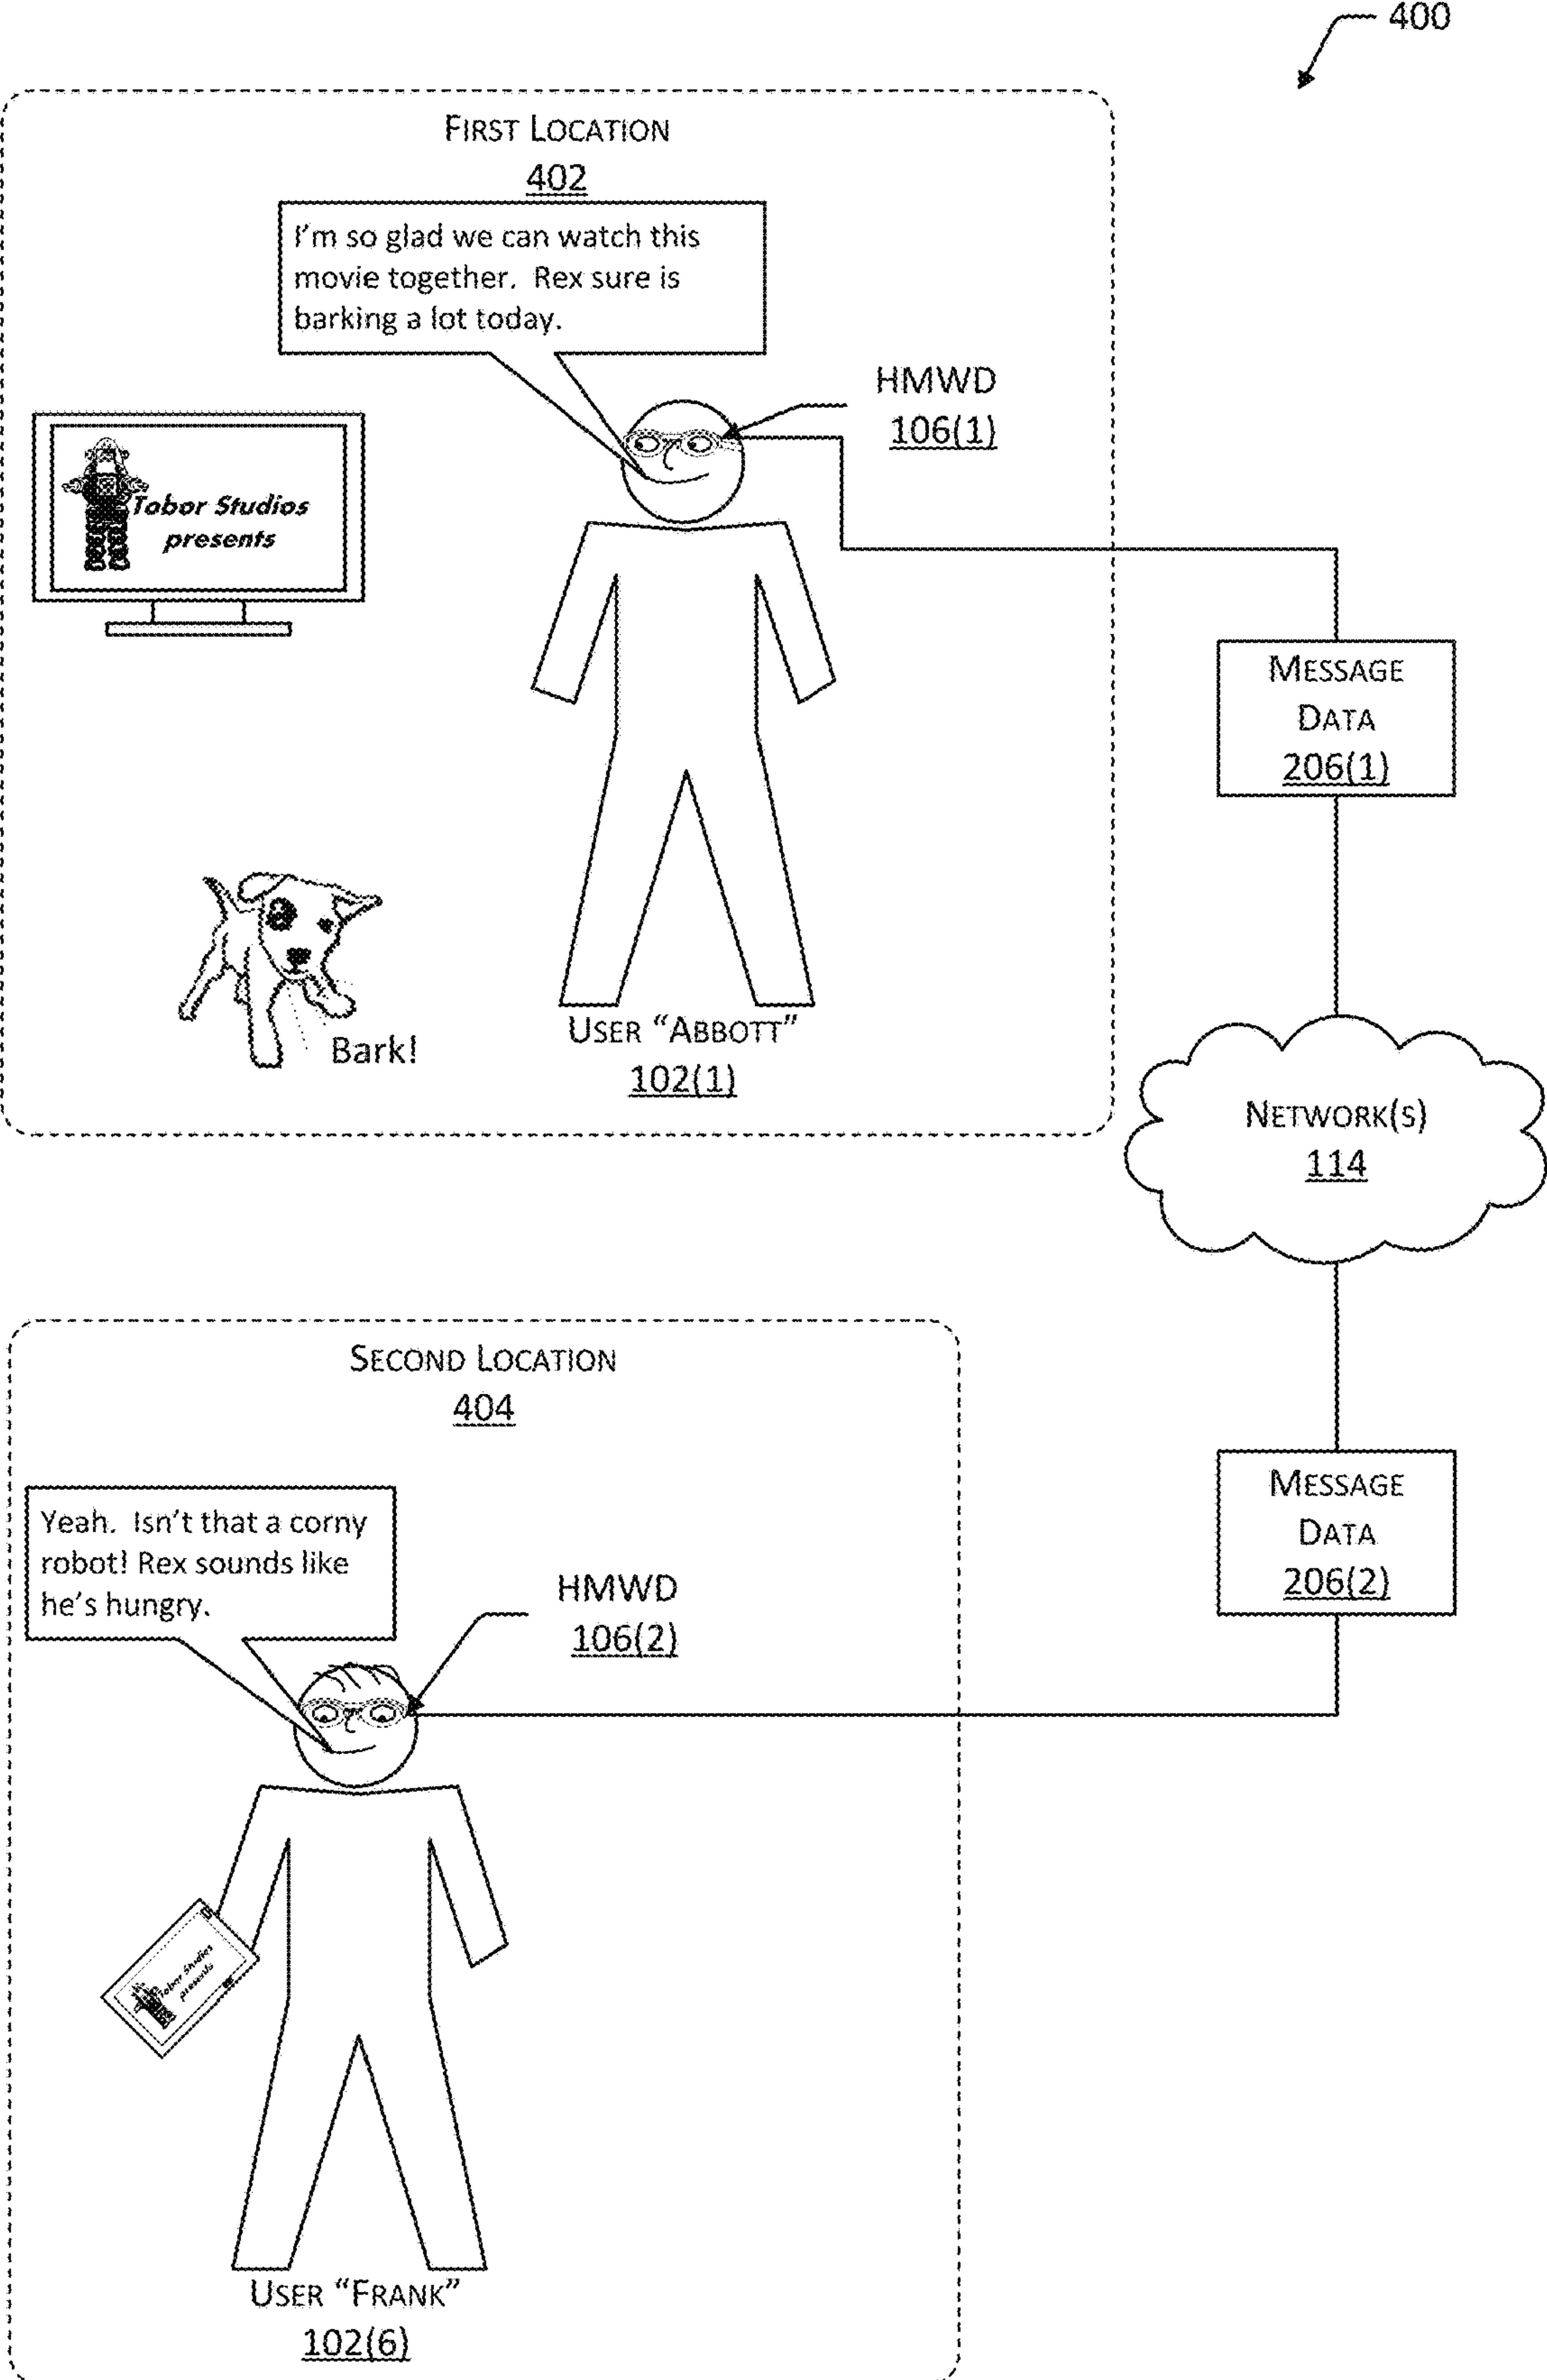 400
FIRST LOCATION
402
I'm so glad we can watch this
movie together. Rex sure is
barking a lot today.
HMWD
106(1)
Tobor Studios
presents
MESSAGE
DATA
206(1)
Bark!
USER “ABBOTT”
102(1)
NETWORK(S)
114
SECOND LOCATION
404
MESSAGE
DATA
206(2)
Yeah. Isn't that a corny
robot! Rex sounds like
he's hungry.
HMWD
106(2)
Tobor Studios
presents
USER “FRANK”
102(6)